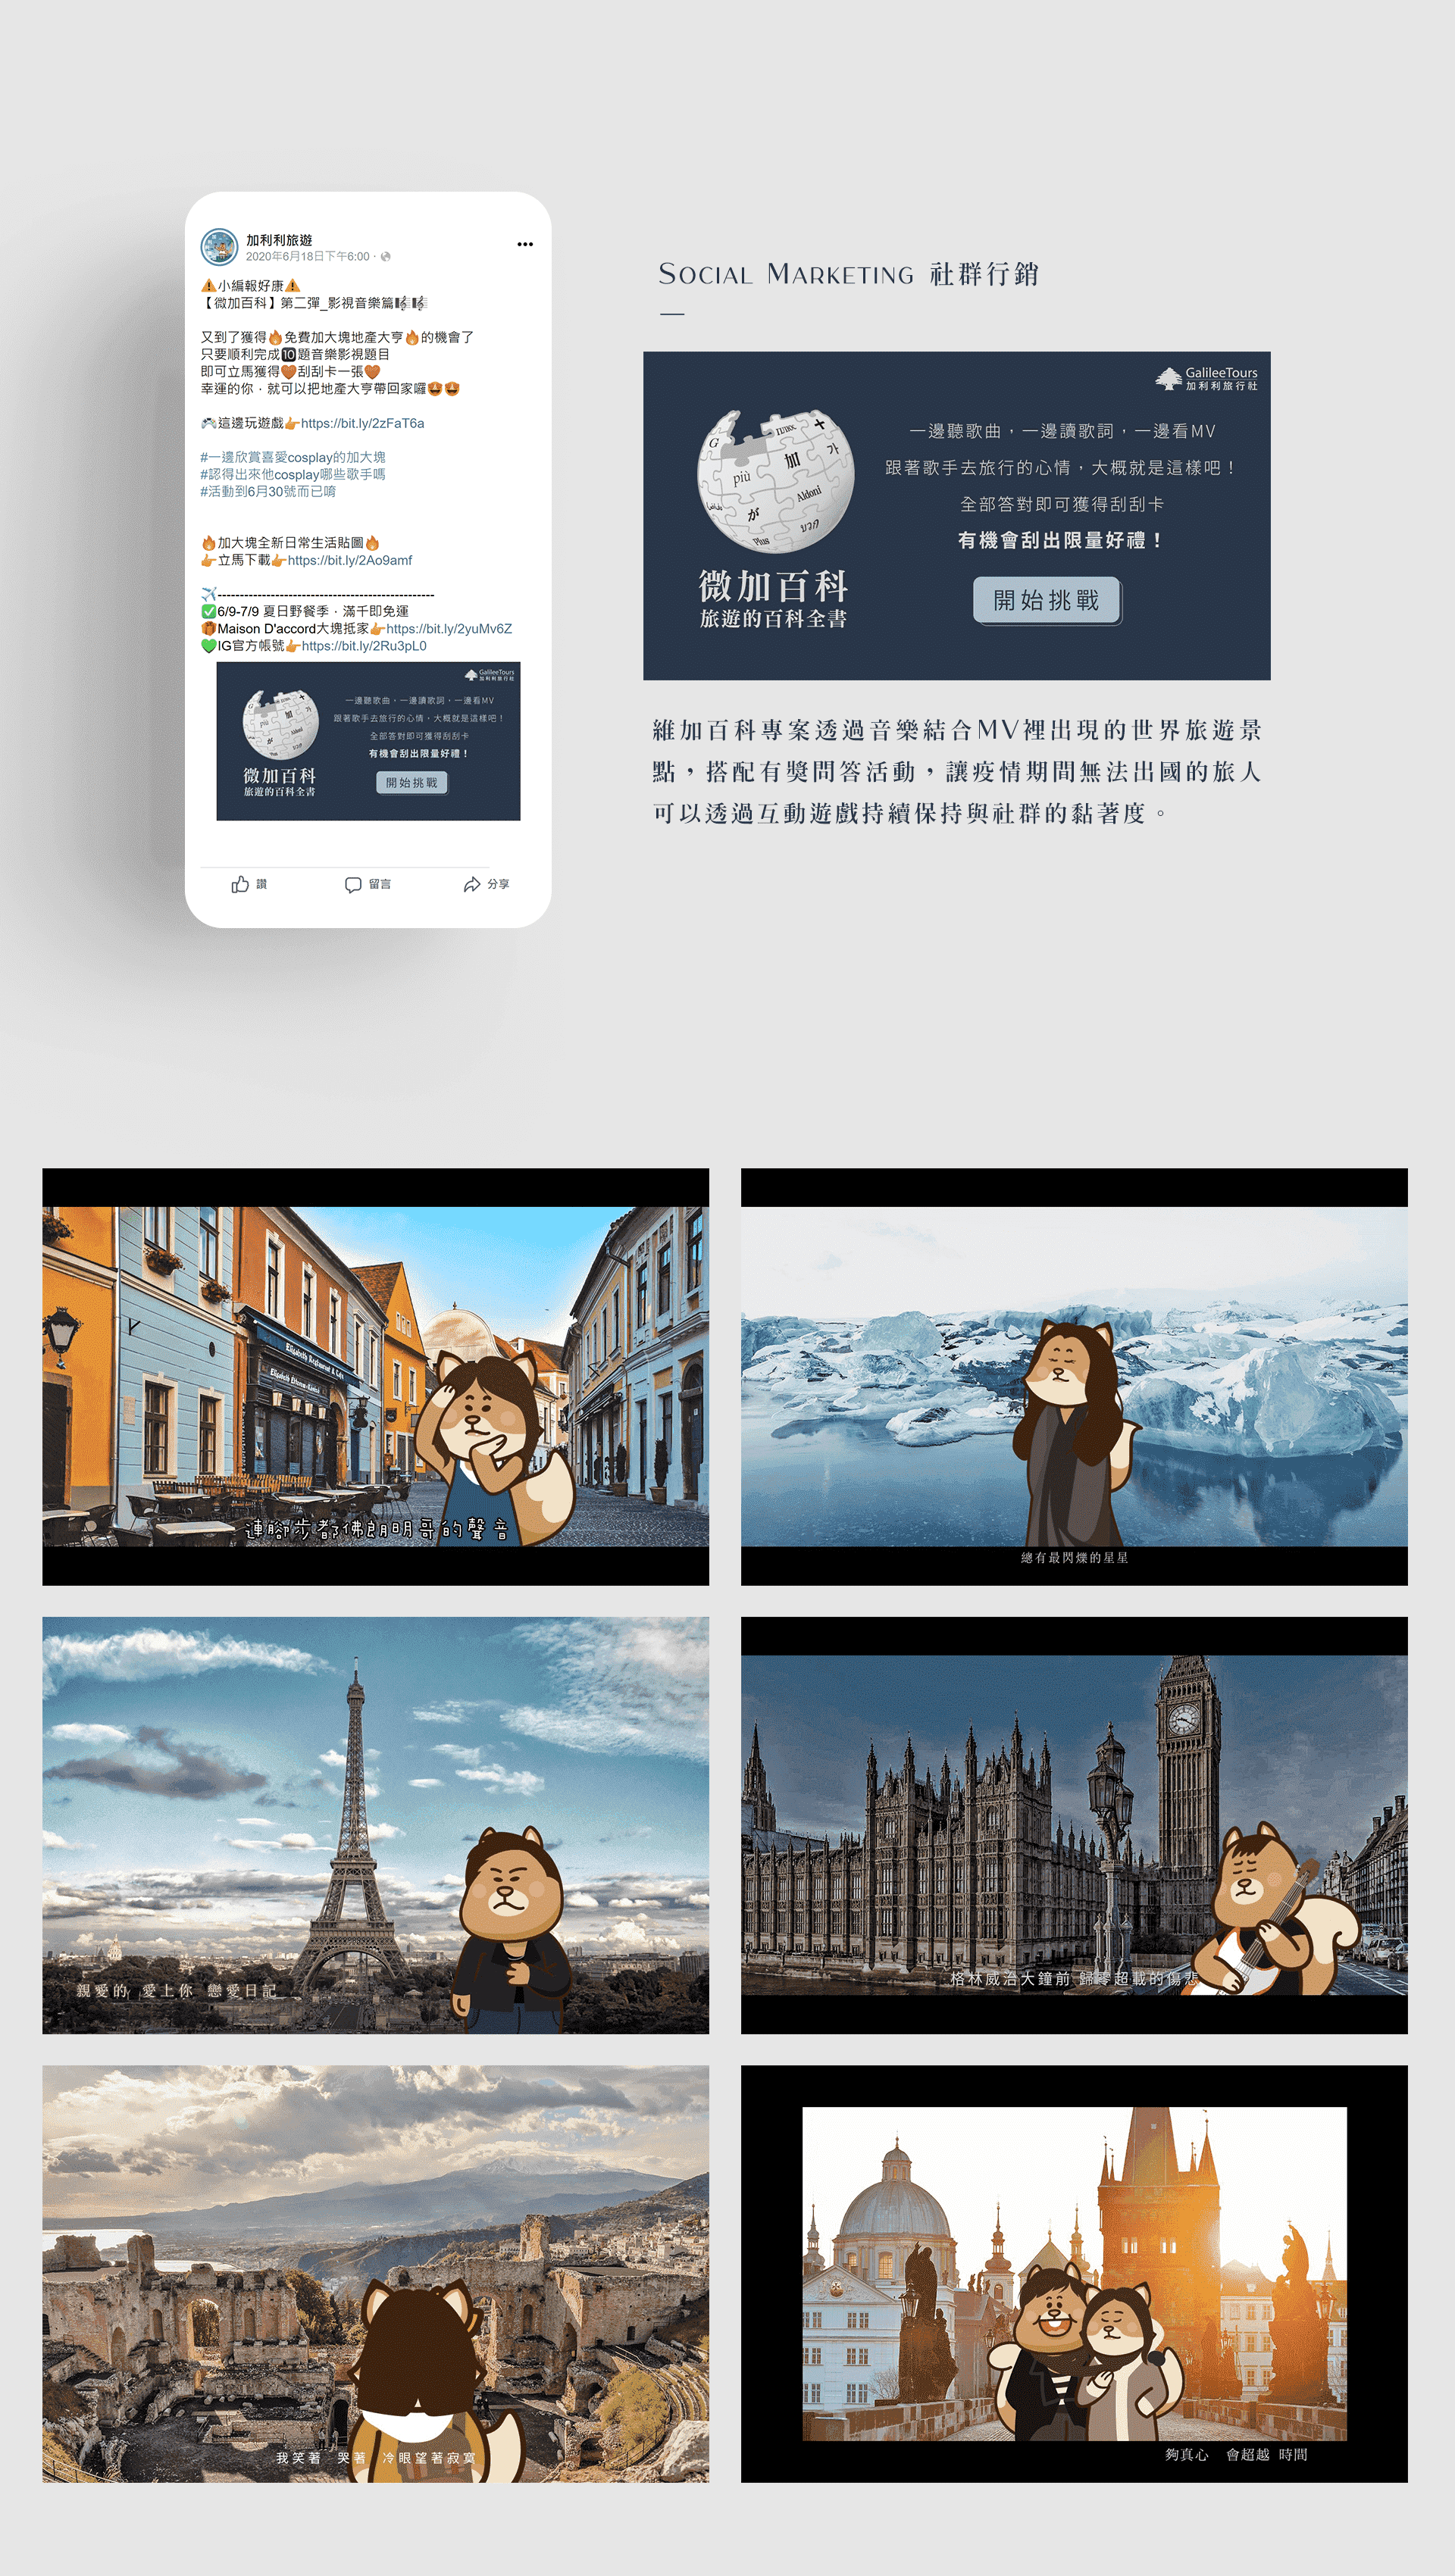 加利利旅遊
2020年6月18日下午6:00 ·
⚠️小編報好康⚠️
【微加百科】第二彈_影視音樂篇🎼🎼
又到了獲得🔥免費加大塊地產大亨🔥的機會了
只要順利完成🔟題音樂影視題目
即可立馬獲得🧡刮刮卡一張🧡
幸運的你，就可以把地產大亨帶回家囉🤩🤩
🎮這邊玩遊戲👉https://bit.ly/2zFaT6a
#一邊欣賞喜愛cosplay的加大塊
#認得出來他cosplay哪些歌手嗎
#活動到6月30號而已唷
🔥加大塊全新日常生活貼圖🔥
👉立馬下載👉https://bit.ly/2Ao9amf
✈️------------------------------------------------
✅6/9-7/9 夏日野餐季，滿千即免運
🎁Maison D'accord大塊抵家👉https://bit.ly/2yuMv6Z
💚IG官方帳號👉https://bit.ly/2Ru3pL0
GalileeTours
加利利旅行社
一邊聽歌曲，一邊讀歌詞，一邊看MV
跟著歌手去旅行的心情，大概就是這樣吧！
全部答對即可獲得刮刮卡
有機會刮出限量好禮！
微加百科
旅遊的百科全書
開始挑戰
讚
留言
分享
Social Marketing 社群行銷
GalileeTours
加利利旅行社
G
più
加
가
が
Aldoni
Plus
一邊聽歌曲，一邊讀歌詞，一邊看MV
跟著歌手去旅行的心情，大概就是這樣吧！
全部答對即可獲得刮刮卡
有機會刮出限量好禮！
微加百科
旅遊的百科全書
開始挑戰
維加百科專案透過音樂結合MV裡出現的世界旅遊景
點，搭配有獎問答活動，讓疫情期間無法出國的旅人
可以透過互動遊戲持續保持與社群的黏著度。
Elisabeth Restaurant & Café
連腳步都佛朗明哥的聲音
總有最閃爍的星星
親愛的 愛上你 戀愛日記
格林威治大鐘前 歸零超載的傷悲
我笑著 哭著 冷眼望著寂寞
夠真心 會超越 時間